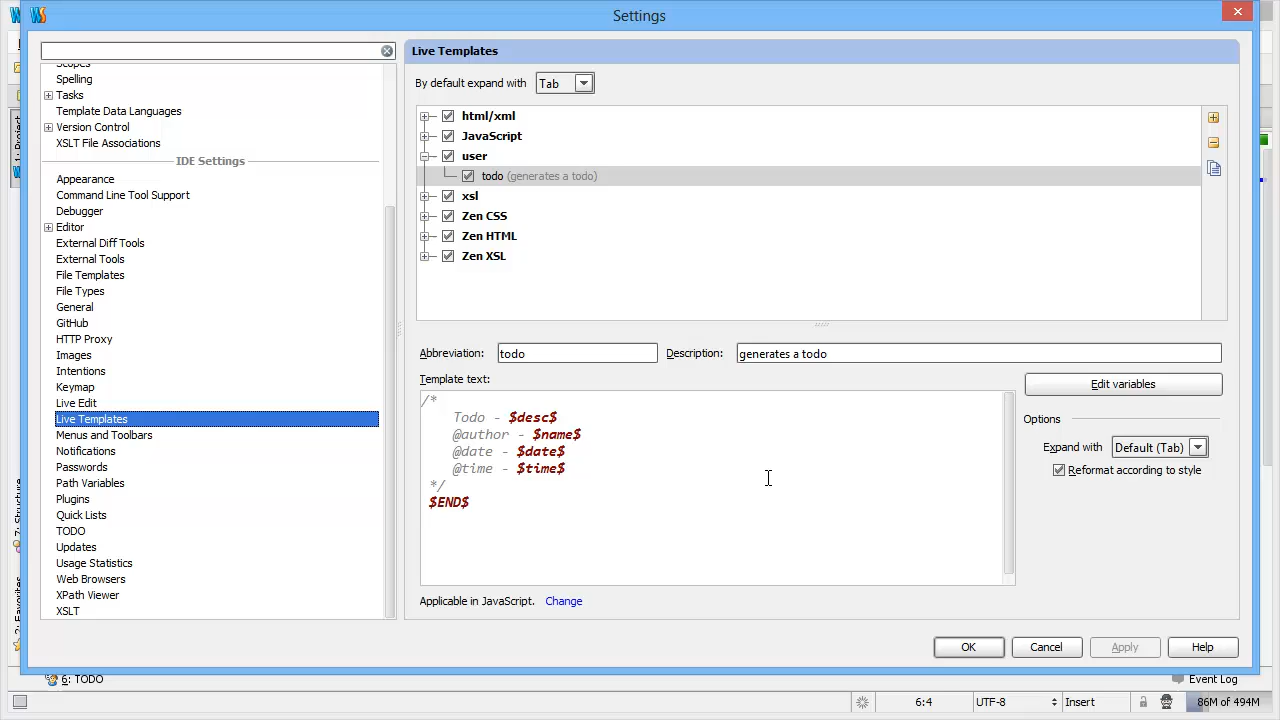 Settings
Live Templates
Scopes
Spelling
Tasks
Template Data Languages
Version Control
XSLT File Associations
IDE Settings
Appearance
Command Line Tool Support
Debugger
Editor
External Diff Tools
External Tools
File Templates
File Types
General
GitHub
HTTP Proxy
Images
Intentions
Keymap
Live Edit
Live Templates
Menus and Toolbars
Notifications
Passwords
Path Variables
Plugins
Quick Lists
TODO
Updates
Usage Statistics
Web Browsers
XPath Viewer
XSLT
By default expand with Tab
html/xml
JavaScript
user
todo (generates a todo)
xsl
Zen CSS
Zen HTML
Zen XSL
Abbreviation: todo Description: generates a todo
Template text:
Edit variables
/*
Todo - $desc$
@author - $name$
@date - $date$
@time - $time$
*/
$END$
Options
Expand with Default (Tab)
Reformat according to style
Applicable in JavaScript. Change
OK Cancel Apply Help
1: Project
7: Structure
2: Favorites
6: TODO Event Log
6:4 UTF-8 Insert 86M of 494M